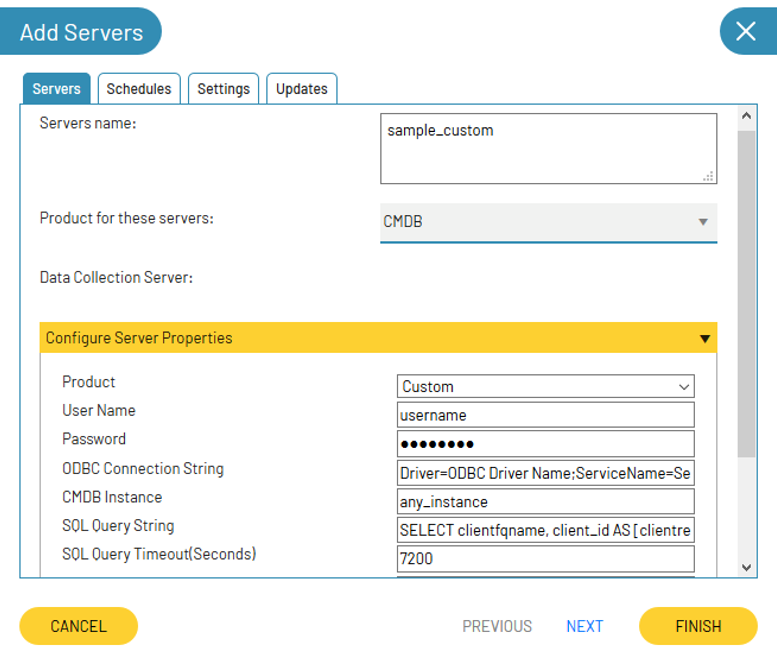 Add Servers
Servers Schedules Settings Updates
Servers name: sample_custom
Product for these servers: CMDB
Data Collection Server:
Configure Server Properties
Product Custom
User Name username
Password ●●●●●●●●
ODBC Connection String Driver=ODBC Driver Name;ServiceName=Se
CMDB Instance any_instance
SQL Query String SELECT clientfqname, client_id AS [clientre
SQL Query Timeout(Seconds) 7200
CANCEL PREVIOUS NEXT FINISH